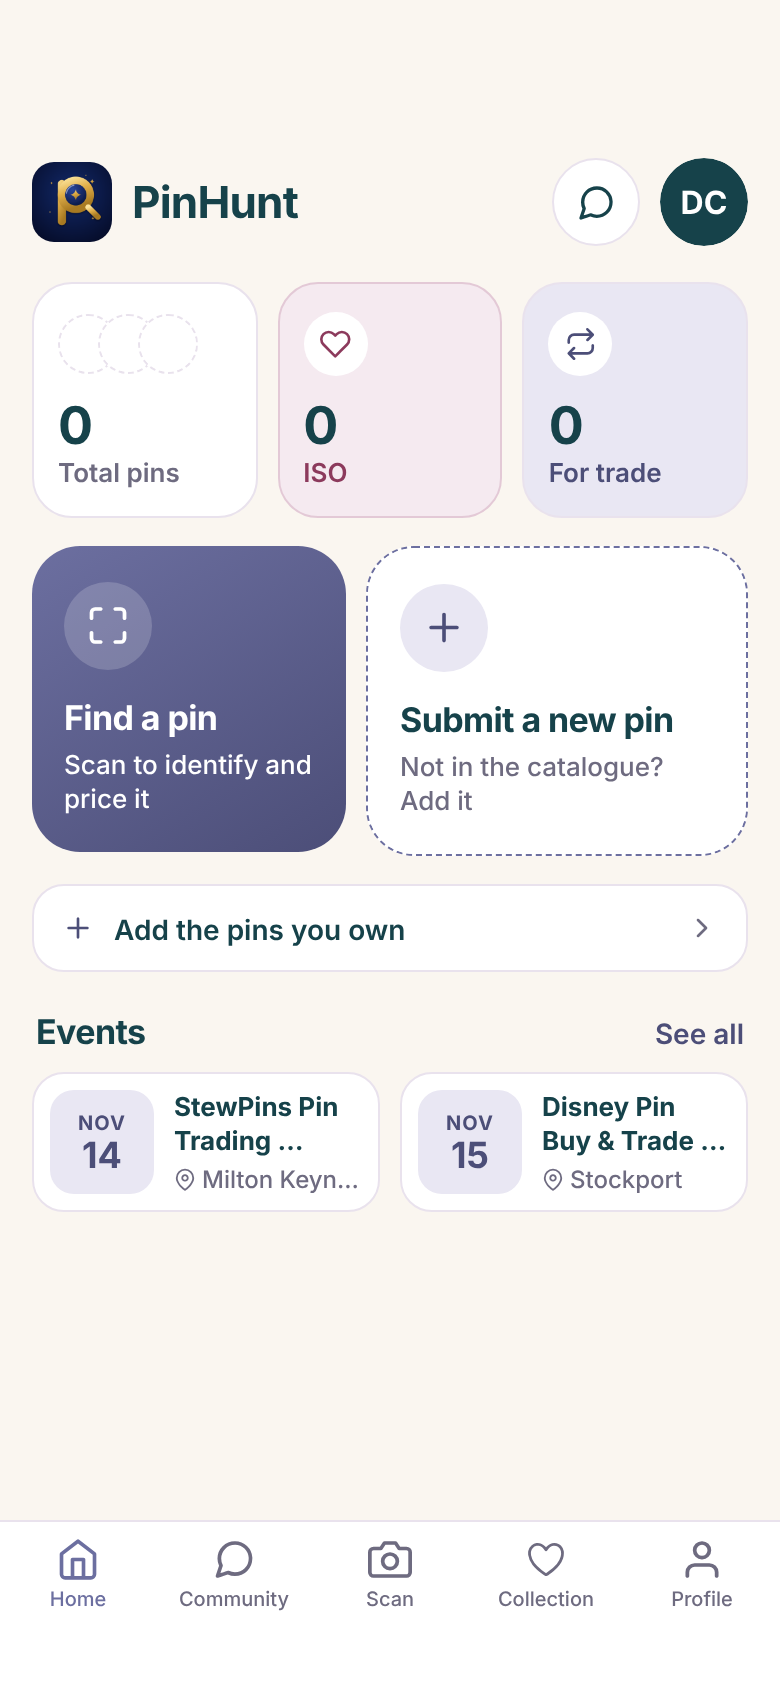 PinHunt
DC
0
Total pins
0
ISO
0
For trade
Find a pin
Scan to identify and
price it
Submit a new pin
Not in the catalogue?
Add it
Add the pins you own
Events
See all
NOV
14
StewPins Pin
Trading ...
Milton Keyn...
NOV
15
Disney Pin
Buy & Trade ...
Stockport
Home
Community
Scan
Collection
Profile